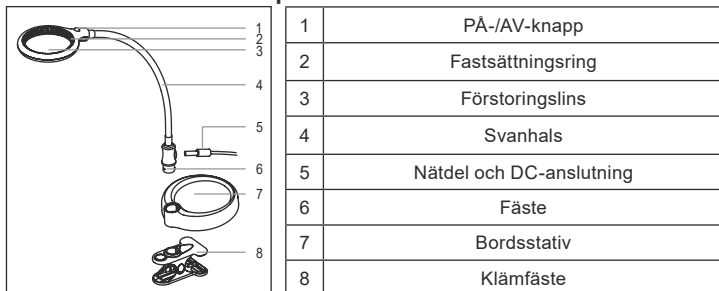 1
2
3
4
5
6
7
8
1 PÅ-/AV-knapp
2 Fastsättningsring
3 Förstoringslins
4 Svanhals
5 Nätdel och DC-anslutning
6 Fäste
7 Bordsstativ
8 Klämfäste